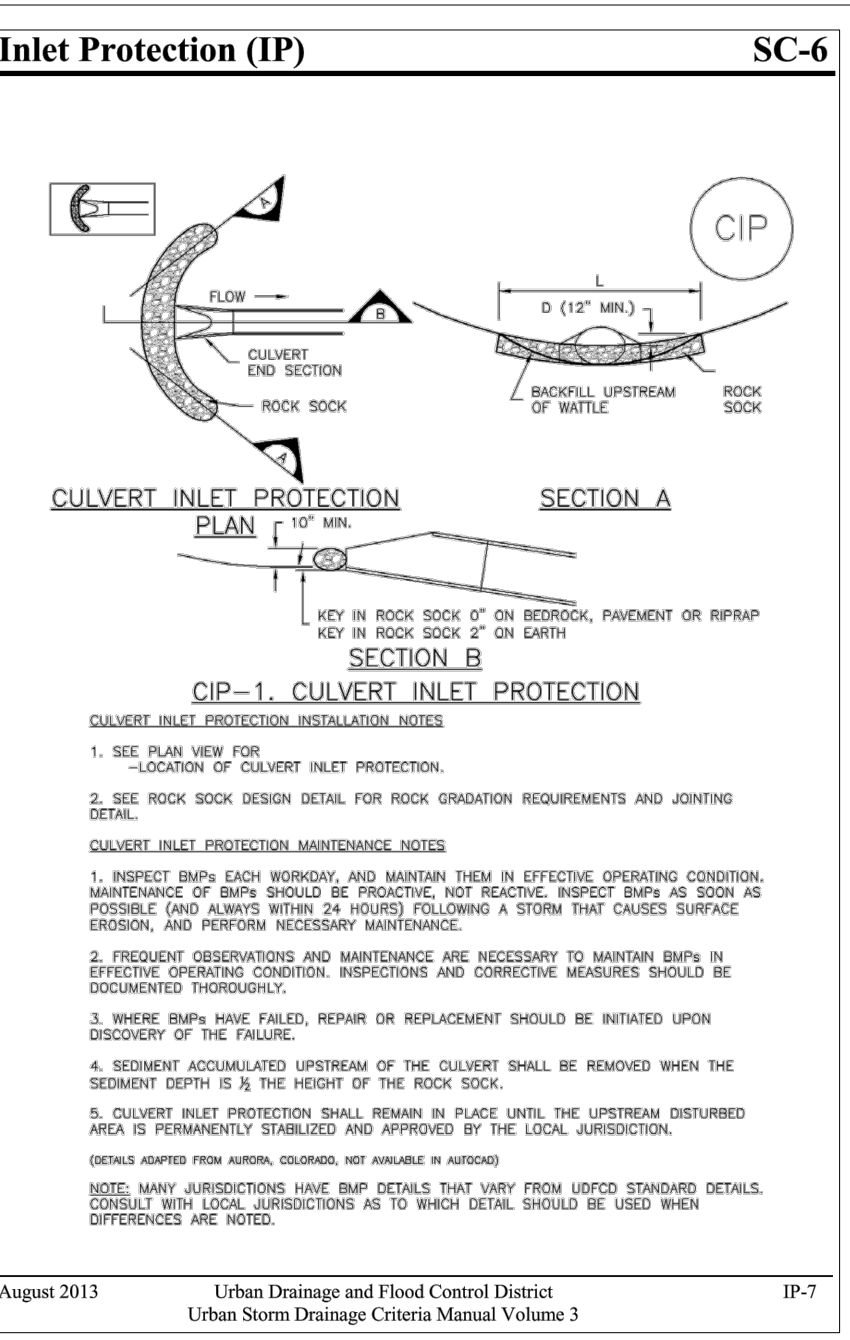 Inlet Protection (IP) SC-6
A
FLOW
B
CULVERT
END SECTION
ROCK SOCK
A
CULVERT INLET PROTECTION
PLAN
CIP
L
D (12" MIN.)
BACKFILL UPSTREAM
OF WATTLE
ROCK
SOCK
SECTION A
10" MIN.
KEY IN ROCK SOCK 0" ON BEDROCK, PAVEMENT OR RIPRAP
KEY IN ROCK SOCK 2" ON EARTH
SECTION B
CIP-1. CULVERT INLET PROTECTION
CULVERT INLET PROTECTION INSTALLATION NOTES
1. SEE PLAN VIEW FOR
-LOCATION OF CULVERT INLET PROTECTION.
2. SEE ROCK SOCK DESIGN DETAIL FOR ROCK GRADATION REQUIREMENTS AND JOINTING
DETAIL.
CULVERT INLET PROTECTION MAINTENANCE NOTES
1. INSPECT BMPs EACH WORKDAY, AND MAINTAIN THEM IN EFFECTIVE OPERATING CONDITION.
MAINTENANCE OF BMPs SHOULD BE PROACTIVE, NOT REACTIVE. INSPECT BMPs AS SOON AS
POSSIBLE (AND ALWAYS WITHIN 24 HOURS) FOLLOWING A STORM THAT CAUSES SURFACE
EROSION, AND PERFORM NECESSARY MAINTENANCE.
2. FREQUENT OBSERVATIONS AND MAINTENANCE ARE NECESSARY TO MAINTAIN BMPs IN
EFFECTIVE OPERATING CONDITION. INSPECTIONS AND CORRECTIVE MEASURES SHOULD BE
DOCUMENTED THOROUGHLY.
3. WHERE BMPs HAVE FAILED, REPAIR OR REPLACEMENT SHOULD BE INITIATED UPON
DISCOVERY OF THE FAILURE.
4. SEDIMENT ACCUMULATED UPSTREAM OF THE CULVERT SHALL BE REMOVED WHEN THE
SEDIMENT DEPTH IS ½ THE HEIGHT OF THE ROCK SOCK.
5. CULVERT INLET PROTECTION SHALL REMAIN IN PLACE UNTIL THE UPSTREAM DISTURBED
AREA IS PERMANENTLY STABILIZED AND APPROVED BY THE LOCAL JURISDICTION.
(DETAILS ADAPTED FROM AURORA, COLORADO, NOT AVAILABLE IN AUTOCAD)
NOTE: MANY JURISDICTIONS HAVE BMP DETAILS THAT VARY FROM UDFCD STANDARD DETAILS.
CONSULT WITH LOCAL JURISDICTIONS AS TO WHICH DETAIL SHOULD BE USED WHEN
DIFFERENCES ARE NOTED.
August 2013 Urban Drainage and Flood Control District IP-7
Urban Storm Drainage Criteria Manual Volume 3